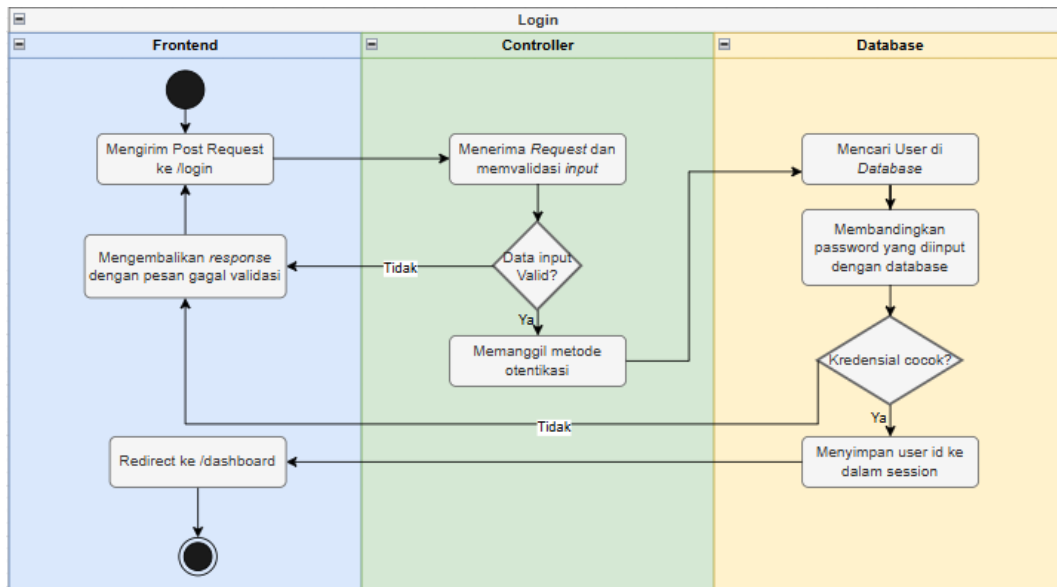 Login
Frontend
Controller
Database
Mengirim Post Request
ke /login
Menerima Request dan
memvalidasi input
Mencari User di
Database
Mengembalikan response
dengan pesan gagal validasi
Tidak
Data input
Valid?
Membandingkan
password yang diinput
dengan database
Ya
Memanggil metode
otentikasi
Kredensial cocok?
Tidak
Ya
Redirect ke /dashboard
Menyimpan user id ke
dalam session